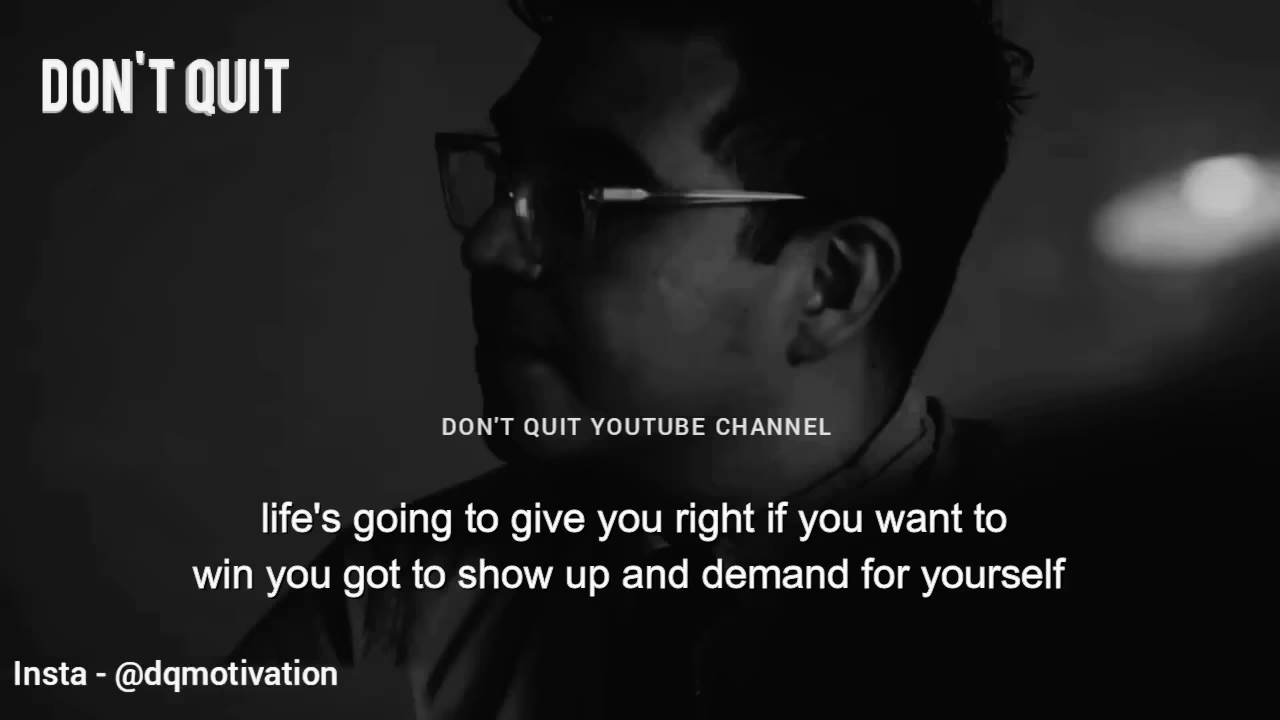 DON'T QUIT
DON'T QUIT YOUTUBE CHANNEL
life's going to give you right if you want to
win you got to show up and demand for yourself
Insta - @dqmotivation